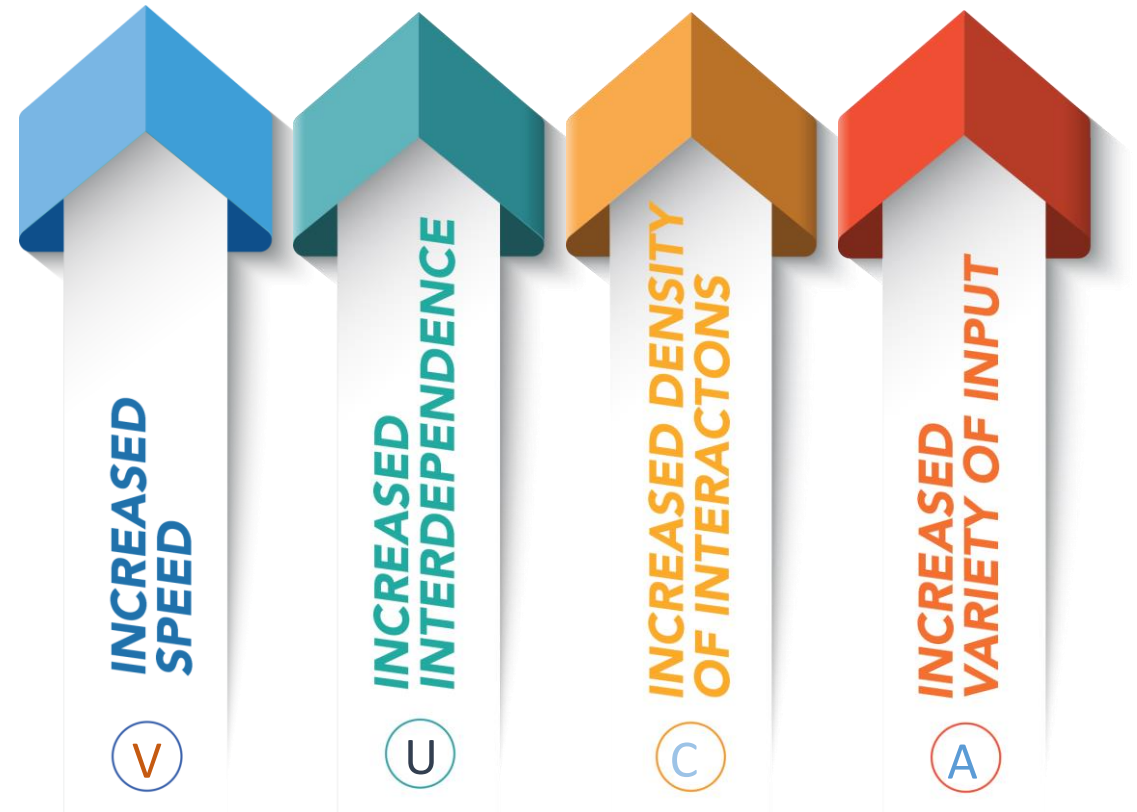 INCREASED
SPEED
V
INCREASED
INTERDEPENDENCE
U
INCREASED DENSITY
OF INTERACTONS
C
INCREASED
VARIETY OF INPUT
A